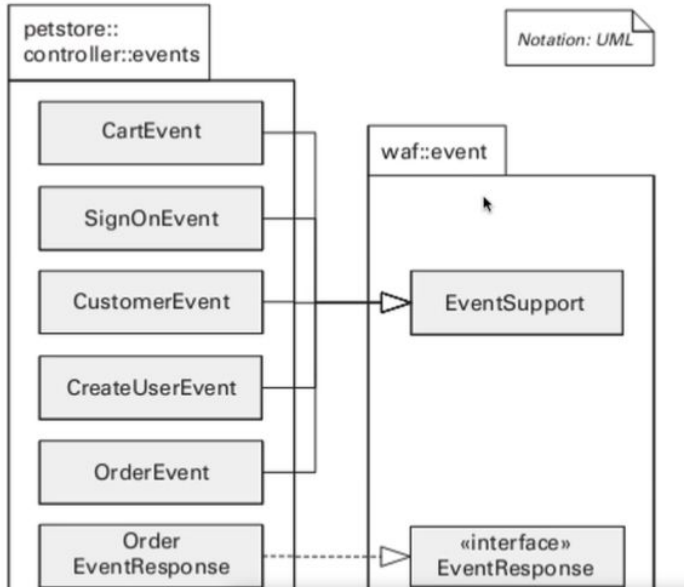 petstore::
controller::events
Notation: UML
CartEvent
waf::event
SignOnEvent
CustomerEvent
EventSupport
CreateUserEvent
OrderEvent
Order
EventResponse
«interface»
EventResponse